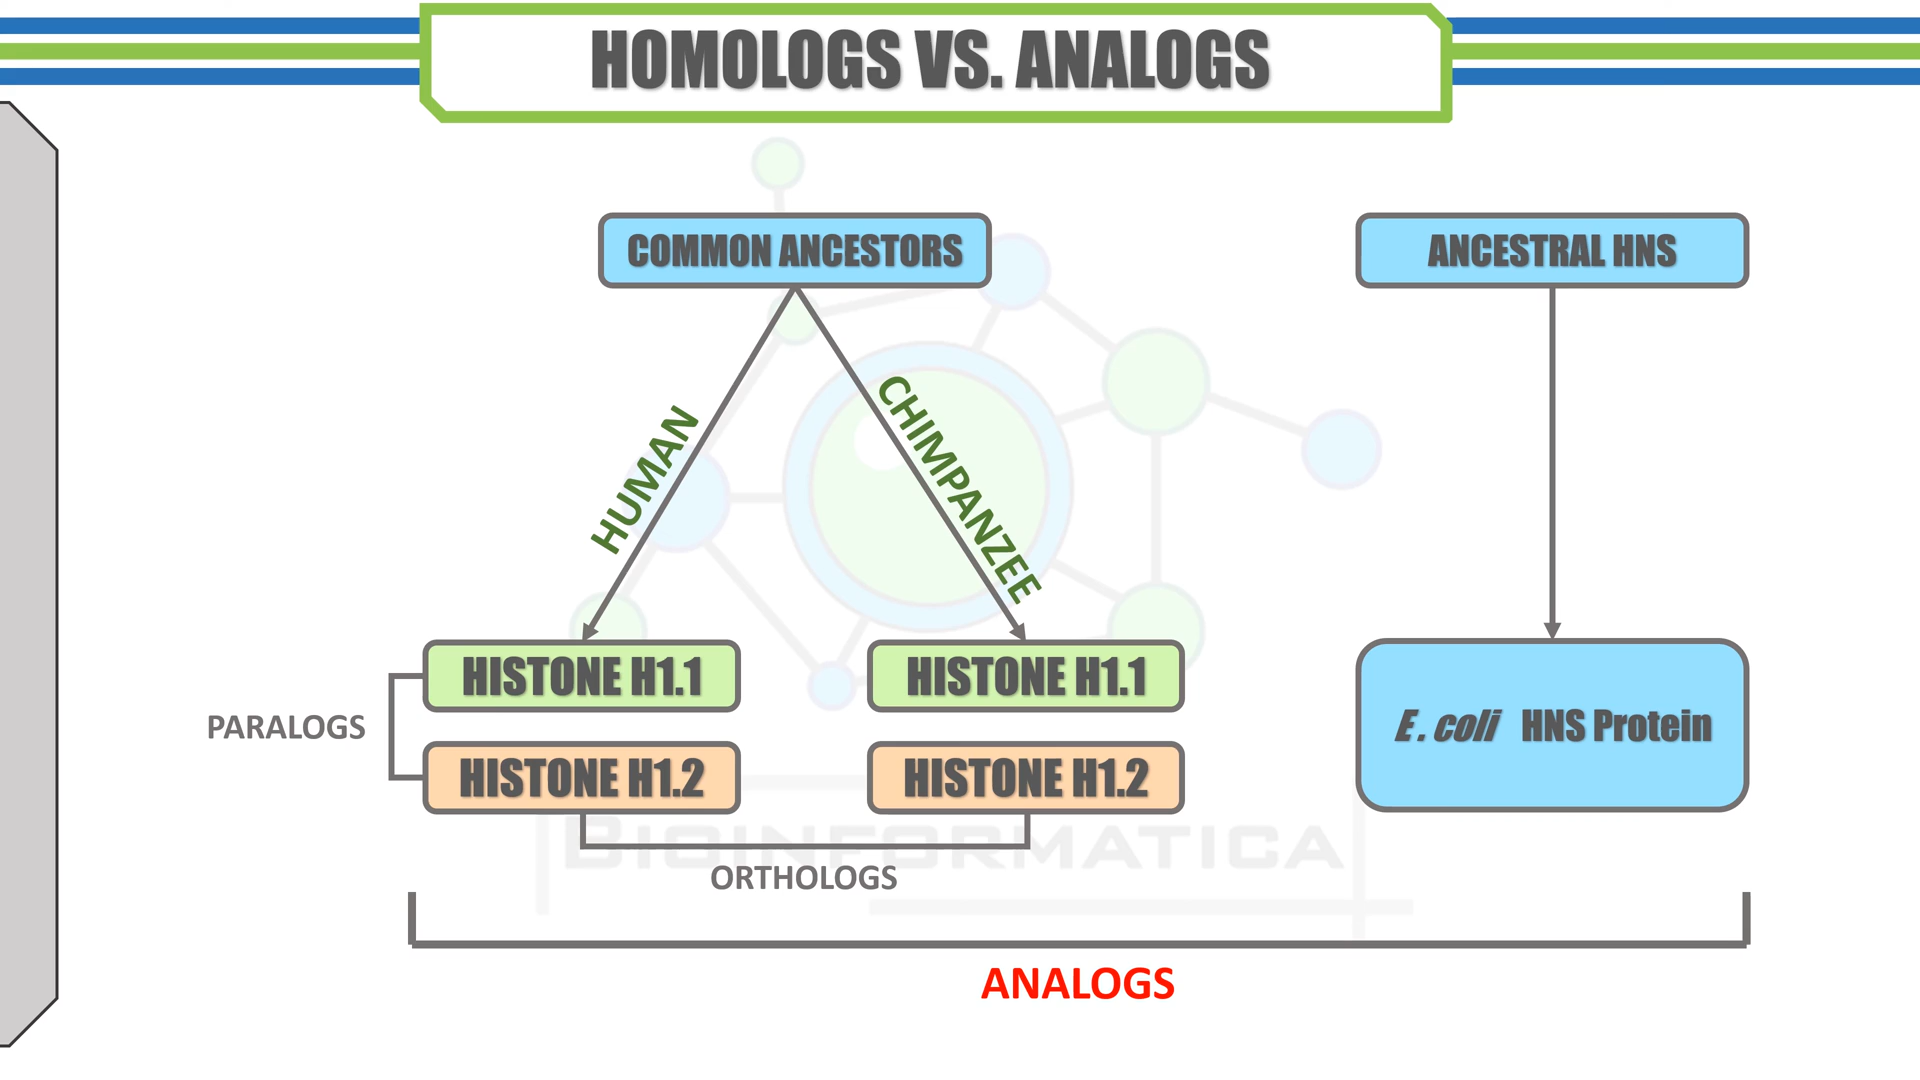 HOMOLOGS VS. ANALOGS
COMMON ANCESTORS
ANCESTRAL HNS
HUMAN
CHIMPANZEE
HISTONE H1.1
HISTONE H1.1
PARALOGS
E. coli HNS Protein
HISTONE H1.2
HISTONE H1.2
BIOINFORMATICA
ORTHOLOGS
ANALOGS